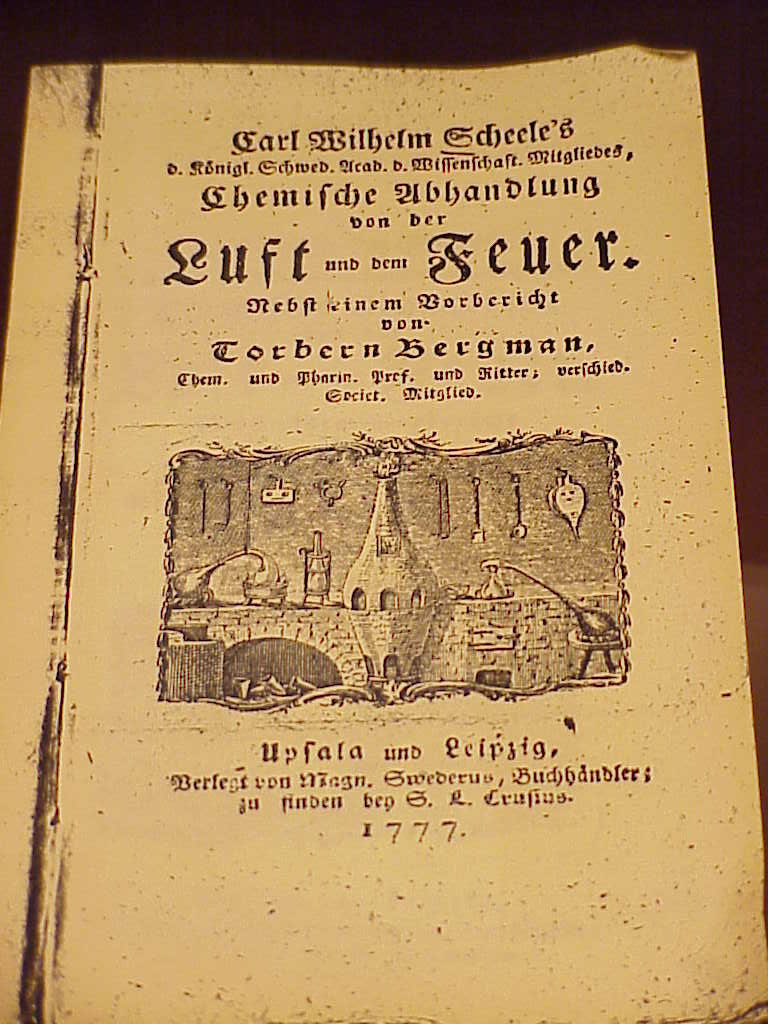 Carl Wilhelm Scheele's
d. Königl. Schwed. Acad. d. Wissenschaft. Mitgliedes,
Chemische Abhandlung
von der
Luft und dem Feuer.
Nebst einem Vorbericht
von
Torbern Bergman,
Chem. und Pharm. Prof. und Ritter; verschied.
Societ. Mitglied.
Upsala und Leipzig,
Verlegt von Magn. Swederus, Buchhändler;
zu finden bey S. L. Crusius.
1777.